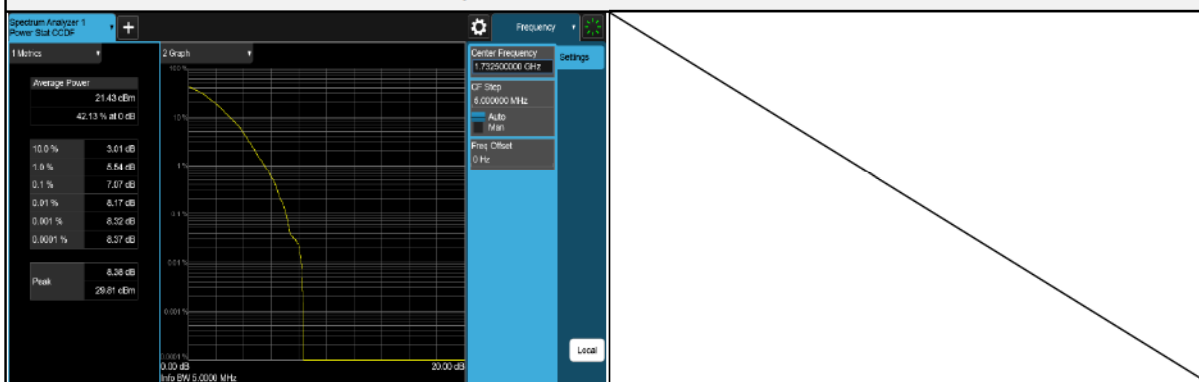 Spectrum Analyzer 1
Power Stat CCDF
+
Frequency
1 Metrics
2 Graph
Center Frequency
1.732500000 GHz
Settings
CF Step
5.000000 MHz
Auto
Man
Freq Offset
0 Hz
Average Power
21.43 dBm
42.13 % at 0 dB
10.0 % 3.01 dB
1.0 % 5.54 dB
0.1 % 7.07 dB
0.01 % 8.17 dB
0.001 % 8.32 dB
0.0001 % 8.37 dB
Peak
8.38 dB
29.81 dBm
100 %
10 %
1 %
0.1 %
0.01 %
0.001 %
0.0001 %
0.00 dB
20.00 dB
Info BW 5.0000 MHz
Local